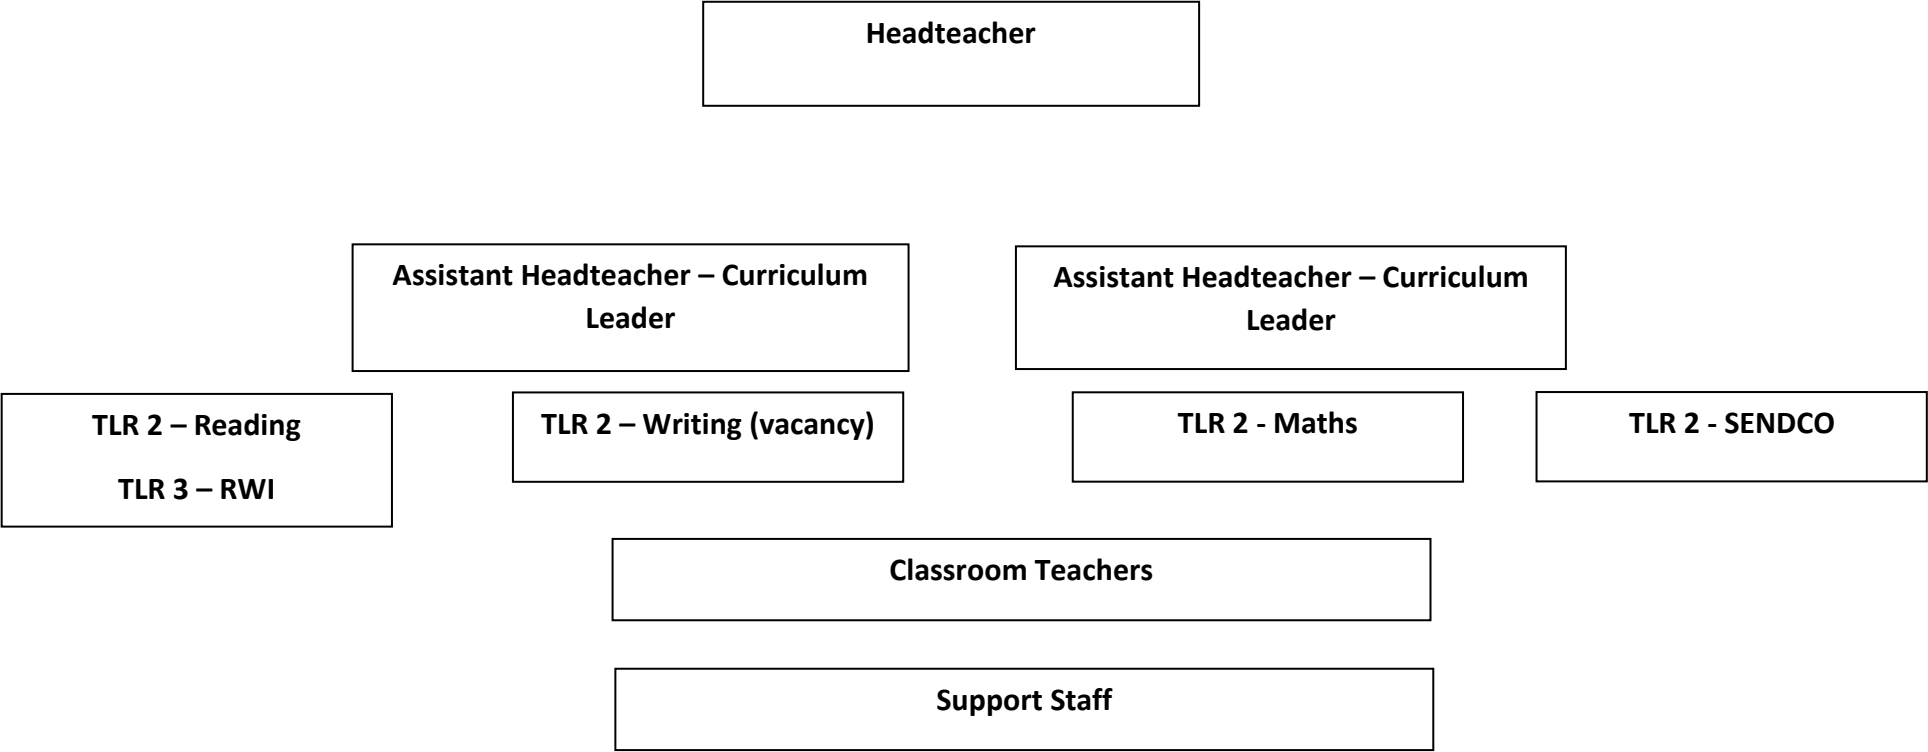 Headteacher
Assistant Headteacher – Curriculum
Leader
Assistant Headteacher – Curriculum
Leader
TLR 2 – Reading
TLR 3 – RWI
TLR 2 – Writing (vacancy)
TLR 2 - Maths
TLR 2 - SENDCO
Classroom Teachers
Support Staff